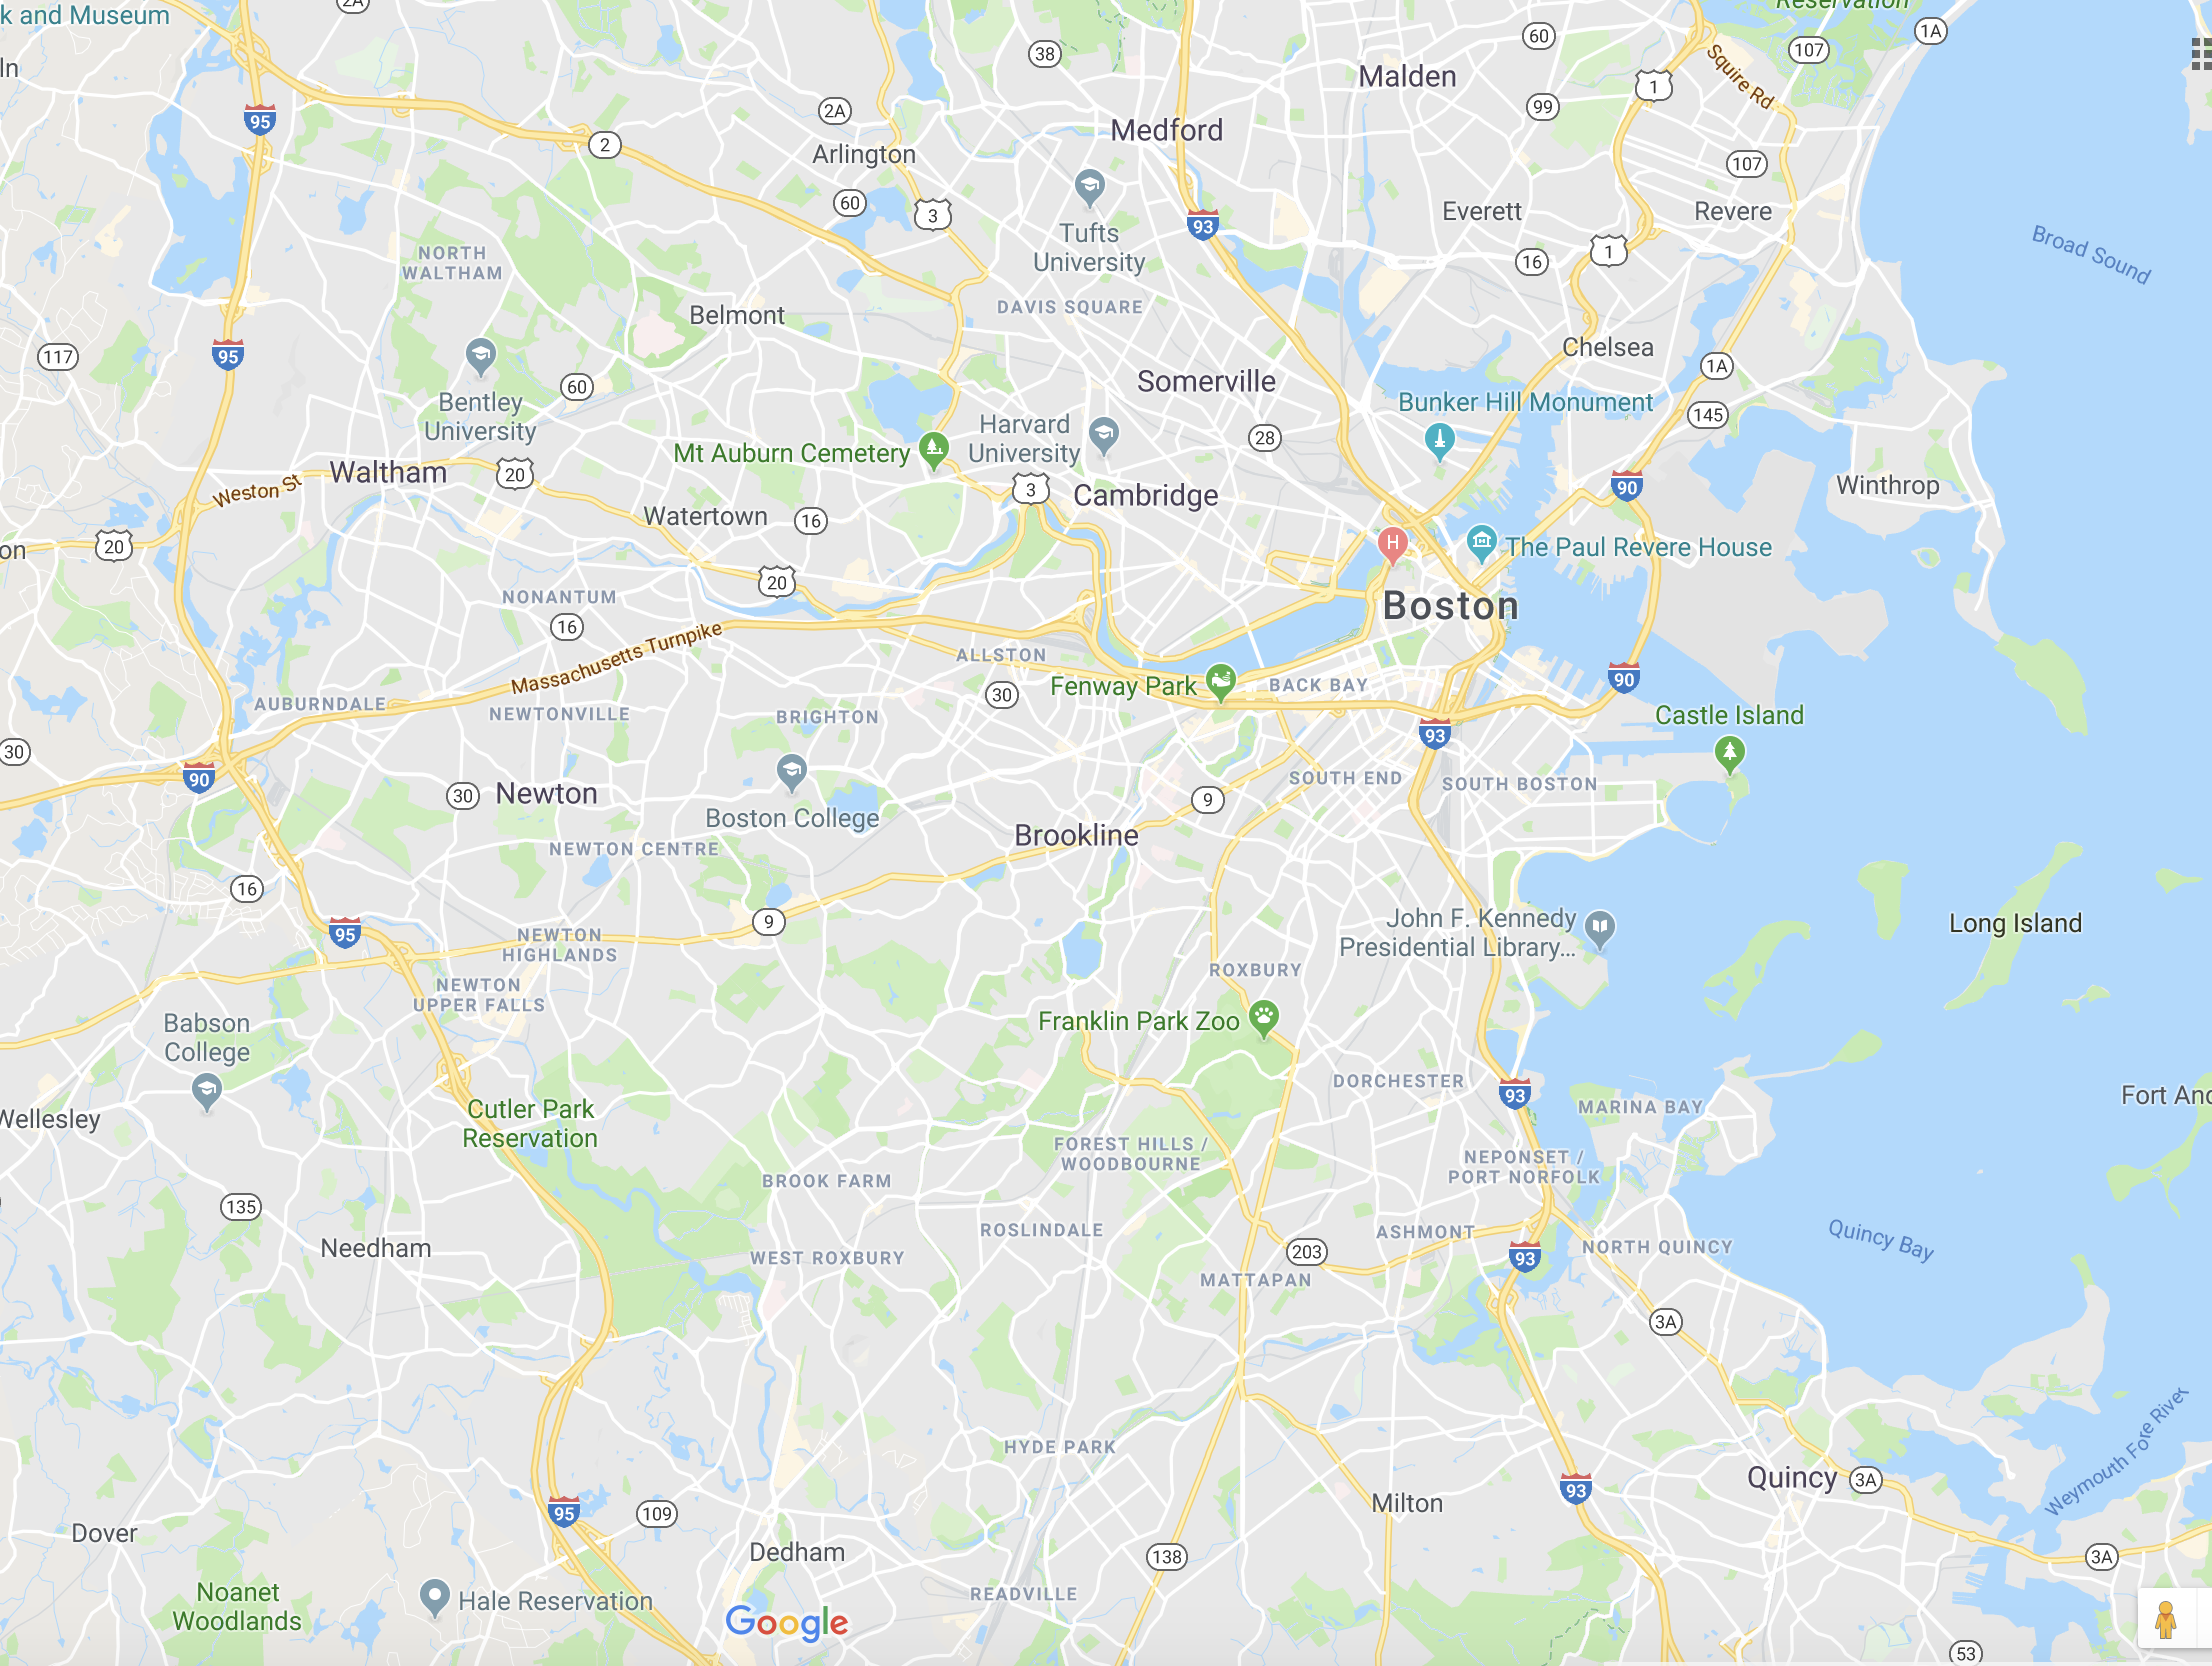 k and Museum
2A
38
60
Reservation
107
1A
ln
Malden
1
Squire Rd
95
2A
99
2
Medford
Arlington
107
60
3
Tufts
University
93
Everett
Revere
Broad Sound
NORTH
WALTHAM
16
1
DAVIS SQUARE
Belmont
117
95
Chelsea
1A
60
Somerville
Bentley
University
Bunker Hill Monument
145
Harvard
University
28
Mt Auburn Cemetery
Waltham
20
Weston St
3
Cambridge
90
Winthrop
Watertown
16
on
20
H
The Paul Revere House
20
NONANTUM
Boston
16
Massachusetts Turnpike
ALLSTON
30
Fenway Park
BACK BAY
90
AUBURNDALE
NEWTONVILLE
BRIGHTON
Castle Island
93
30
90
30
Newton
SOUTH END
SOUTH BOSTON
9
Boston College
Brookline
NEWTON CENTRE
16
9
95
John F. Kennedy
Presidential Library...
Long Island
NEWTON
HIGHLANDS
ROXBURY
NEWTON
UPPER FALLS
Babson
College
Franklin Park Zoo
DORCHESTER
93
MARINA BAY
Fort And
Wellesley
Cutler Park
Reservation
FOREST HILLS /
WOODBOURNE
NEPONSET /
PORT NORFOLK
BROOK FARM
135
ROSLINDALE
ASHMONT
Quincy Bay
Needham
WEST ROXBURY
203
93
NORTH QUINCY
MATTAPAN
3A
HYDE PARK
Weymouth Fore River
Quincy
3A
93
Milton
95
109
Dover
Dedham
138
3A
Noanet
Woodlands
Hale Reservation
READVILLE
Google
53